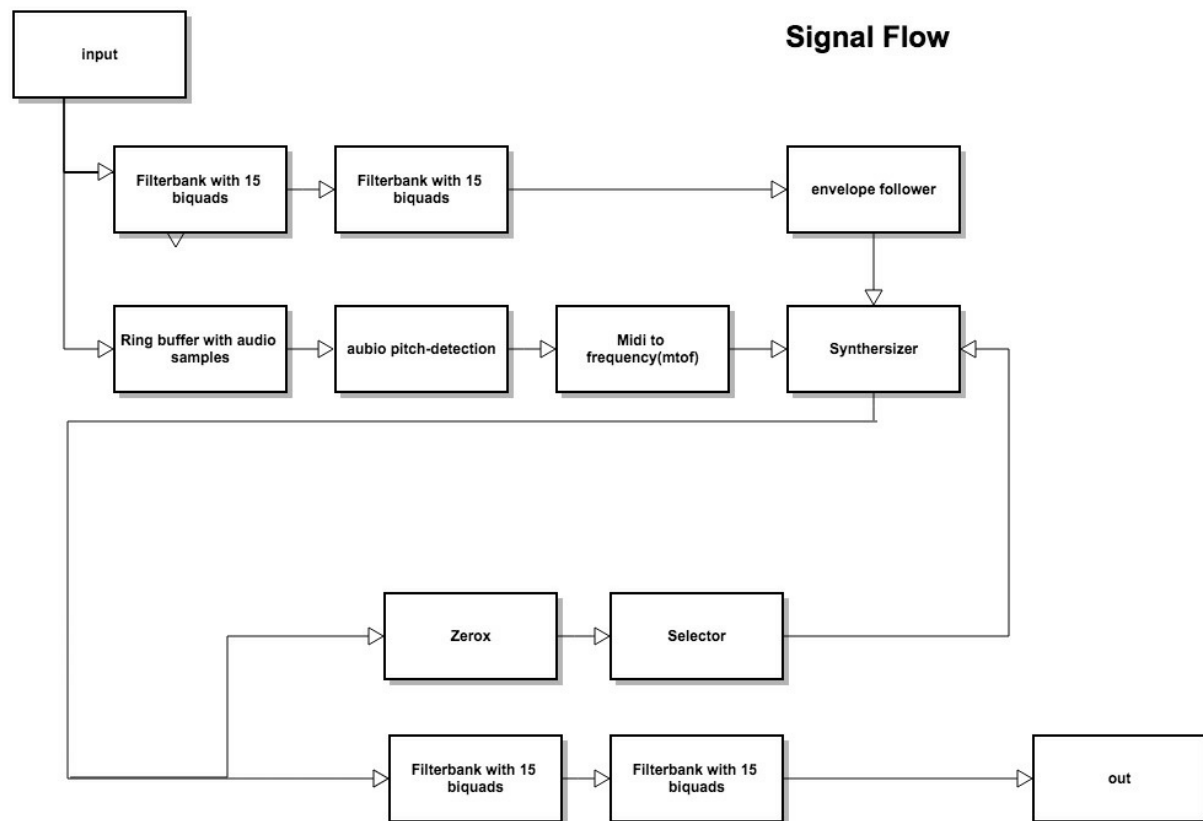 Signal Flow
input
Filterbank with 15
biquads
Filterbank with 15
biquads
envelope follower
Ring buffer with audio
samples
aubio pitch-detection
Midi to
frequency(mtof)
Synthersizer
Zerox
Selector
Filterbank with 15
biquads
Filterbank with 15
biquads
out